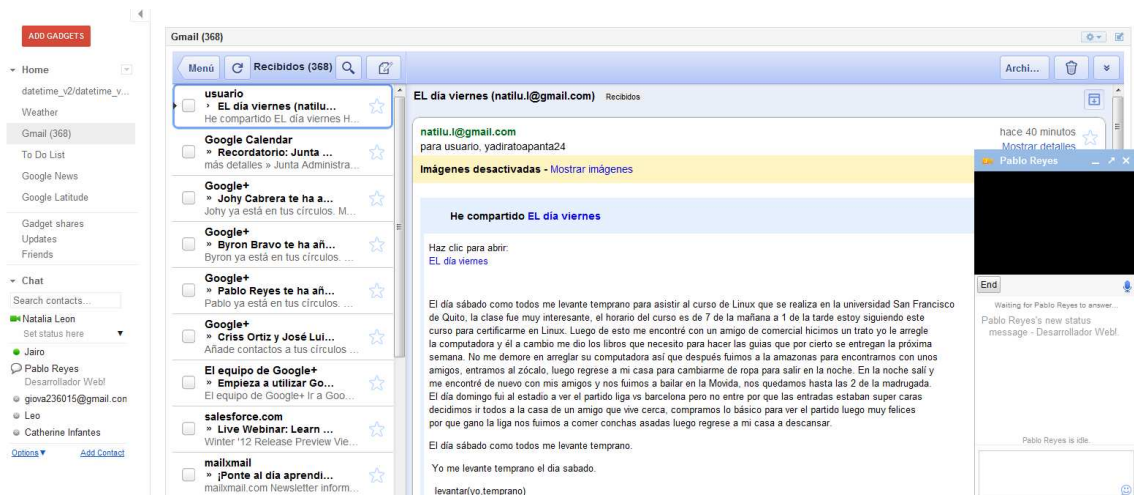 ADD GADGETS
Home
datetime_v2/datetime_v...
Weather
Gmail (368)
To Do List
Google News
Google Latitude
Gadget shares
Updates
Friends
Chat
Search contacts...
Natalia Leon
Set status here
Jairo
Pablo Reyes
Desarrollador Web!
giova236015@gmail.con
Leo
Catherine Infantes
Options
Add Contact
Gmail (368)
Menú
Recibidos (368)
Archi...
usuario
› EL día viernes (natilu...
He compartido EL día viernes H...
Google Calendar
» Recordatorio: Junta ...
más detalles » Junta Administra...
Google+
» Johy Cabrera te ha a...
Johy ya está en tus círculos. M...
Google+
» Byron Bravo te ha añ...
Byron ya está en tus círculos. ...
Google+
» Pablo Reyes te ha añ...
Pablo ya está en tus círculos. ...
Google+
» Criss Ortiz y José Lui...
Añade contactos a tus círculos ...
El equipo de Google+
» Empieza a utilizar Go...
El equipo de Google+ Ir a Goo...
salesforce.com
» Live Webinar: Learn ...
Winter '12 Release Preview Vie...
mailxmail
» ¡Ponte al día aprendi...
mailxmail.com Newsletter inform...
EL día viernes (natilu.l@gmail.com) Recibidos
natilu.l@gmail.com
hace 40 minutos
para usuario, yadiratoapanta24
Mostrar detalles
Imágenes desactivadas - Mostrar imágenes
He compartido EL día viernes
Haz clic para abrir:
EL día viernes
El día sábado como todos me levante temprano para asistir al curso de Linux que se realiza en la universidad San Francisco
de Quito, la clase fue muy interesante, el horario del curso es de 7 de la mañana a 1 de la tarde estoy siguiendo este
curso para certificarme en Linux. Luego de esto me encontré con un amigo de comercial hicimos un trato yo le arregle
la computadora y él a cambio me dio los libros que necesito para hacer las guias que por cierto se entregan la próxima
semana. No me demore en arreglar su computadora así que después fuimos a la amazonas para encontrarnos con unos
amigos, entramos al zócalo, luego regrese a mi casa para cambiarme de ropa para salir en la noche. En la noche salí y
me encontré de nuevo con mis amigos y nos fuimos a bailar en la Movida, nos quedamos hasta las 2 de la madrugada.
El día domingo fui al estadio a ver el partido liga vs barcelona pero no entre por que las entradas estaban super caras
decidimos ir todos a la casa de un amigo que vive cerca, compramos lo básico para ver el partido luego muy felices
por que gano la liga nos fuimos a comer conchas asadas luego regrese a mi casa a descansar.
El día sábado como todos me levante temprano.
Yo me levante temprano el dia sabado.
levantar(yo,temprano)
Pablo Reyes
End
Waiting for Pablo Reyes to answer...
Pablo Reyes's new status
message - Desarrollador Web!
Pablo Reyes is idle.